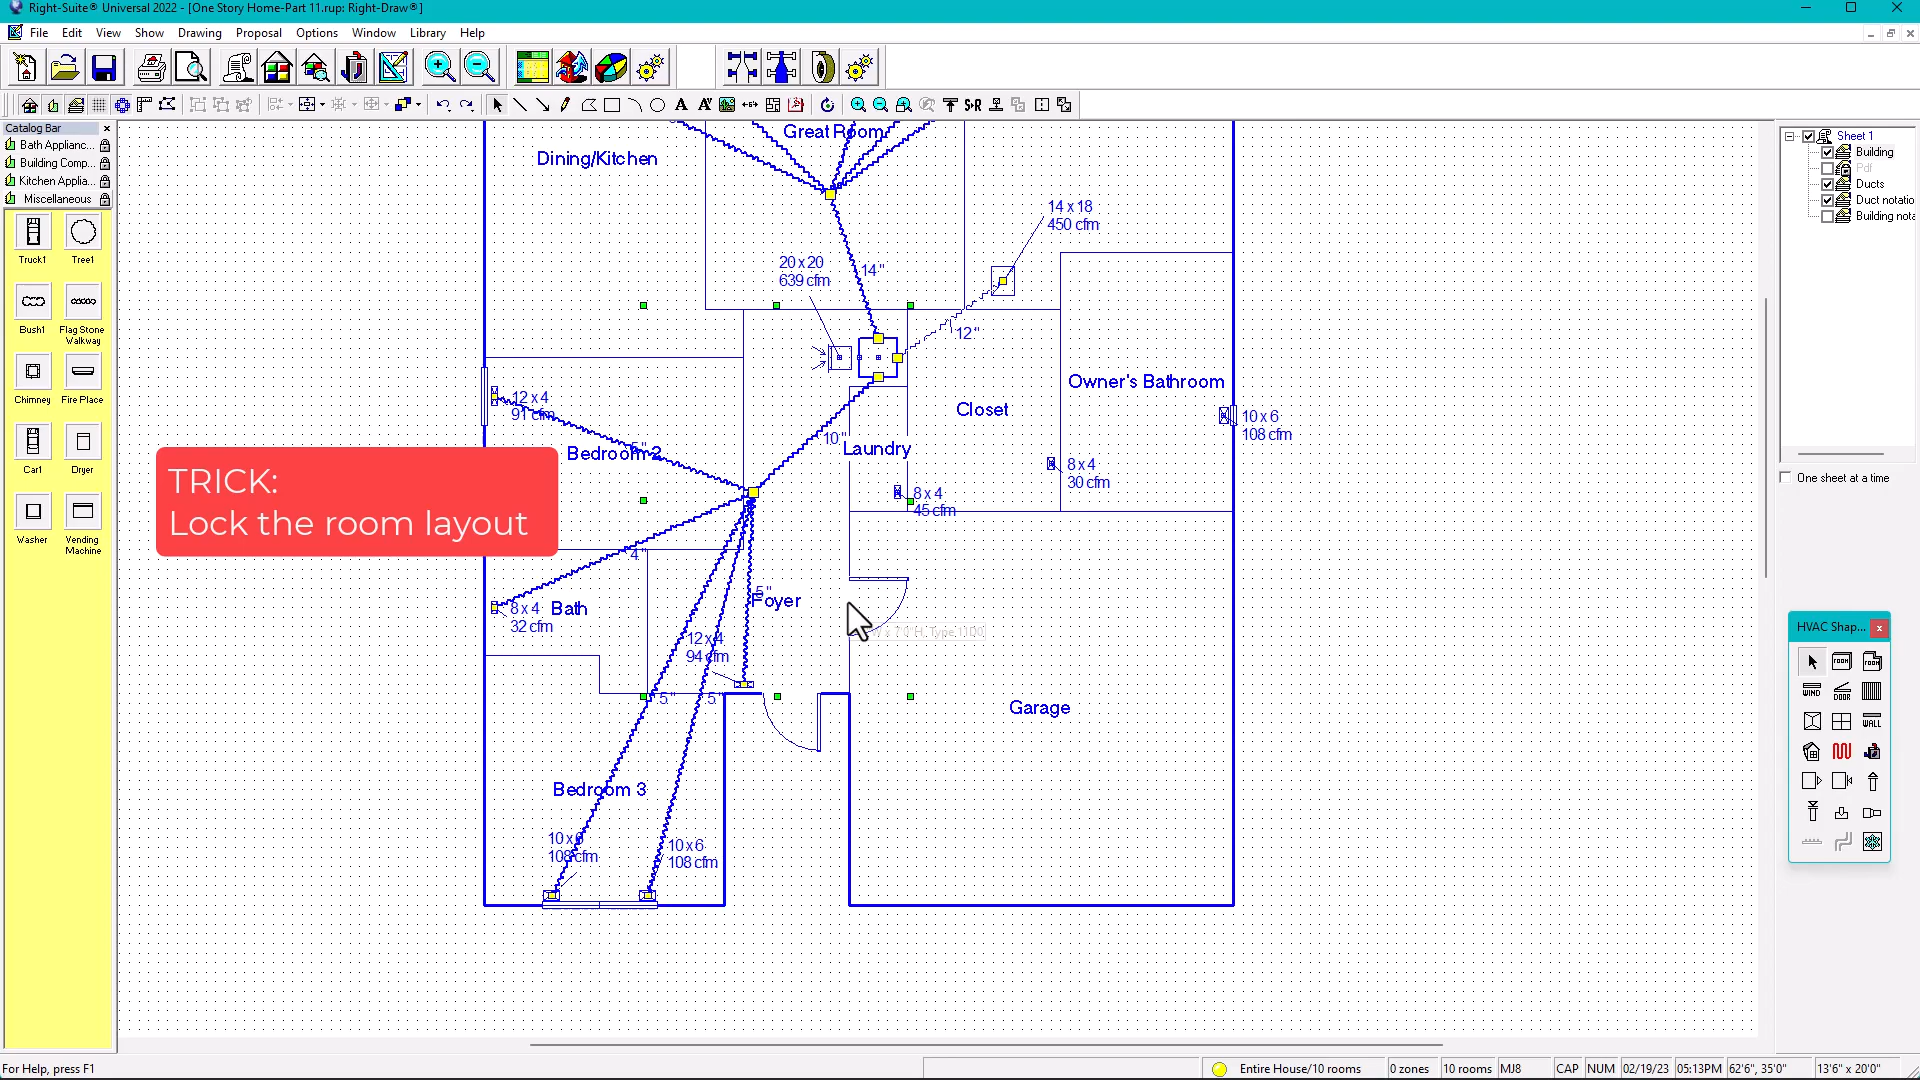 Right-Suite® Universal 2022 - [One Story Home-Part 11.rup: Right-Draw®]
File Edit View Show Drawing Proposal Options Window Library Help
S•R
Catalog Bar
Bath Applianc...
Building Comp...
Kitchen Applia...
Miscellaneous
Truck1
Tree1
Bush1
Flag Stone
Walkway
Chimney
Fire Place
Car1
Dryer
Washer
Vending
Machine
Great Room
Dining/Kitchen
14 x 18
450 cfm
20 x 20
639 cfm
14"
12"
Owner's Bathroom
12 x 4
91 cfm
Closet
10 x 6
108 cfm
10"
Laundry
5"
Bedroom 2
8 x 4
30 cfm
8 x 4
45 cfm
TRICK:
Lock the room layout
4"
5"
Foyer
8 x 4
32 cfm
Bath
12 x 4
94 cfm
5"
5"
Garage
Bedroom 3
10 x 6
108 cfm
10 x 6
108 cfm
Sheet 1
Building
Pdf
Ducts
Duct notatio
Building nota
One sheet at a time
HVAC Shap...
ROOM
ROOM
WIND
DOOR
WALL
For Help, press F1
Entire House/10 rooms
0 zones
10 rooms
MJ8
CAP
NUM
02/19/23
05:13PM
62'6", 35'0"
13'6" x 20'0"